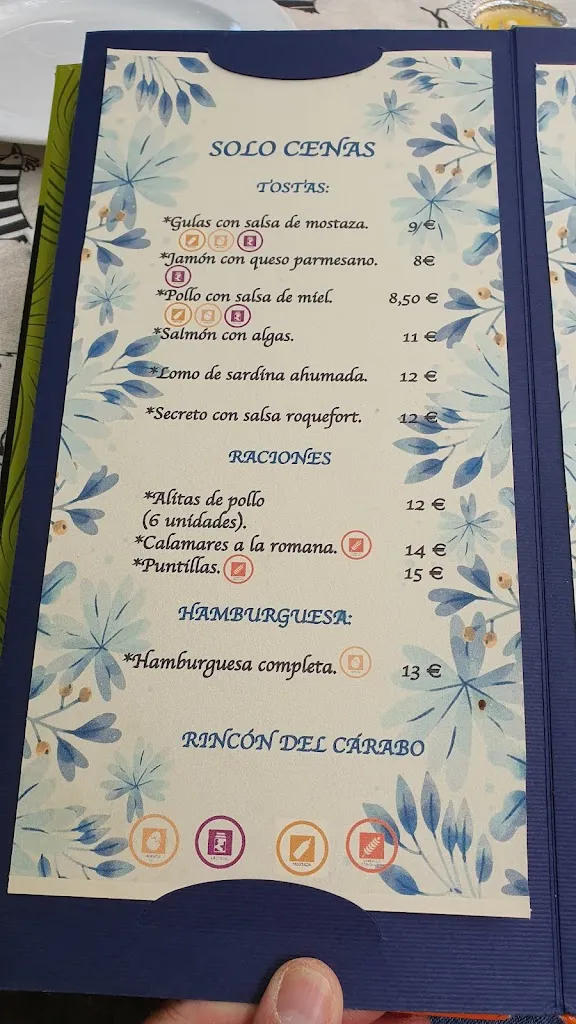 SOLO CENAS
TOSTAS:
*Gulas con salsa de mostaza. 9 €
*Jamón con queso parmesano. 8€
*Pollo con salsa de miel. 8,50 €
*Salmón con algas. 11 €
*Lomo de sardina ahumada. 12 €
*Secreto con salsa roquefort. 12 €
RACIONES
*Alitas de pollo 12 €
(6 unidades).
*Calamares a la romana. 14 €
*Puntillas. 15 €
HAMBURGUESA:
*Hamburguesa completa. 13 €
RINCÓN DEL CÁRABO
MOSTAZA